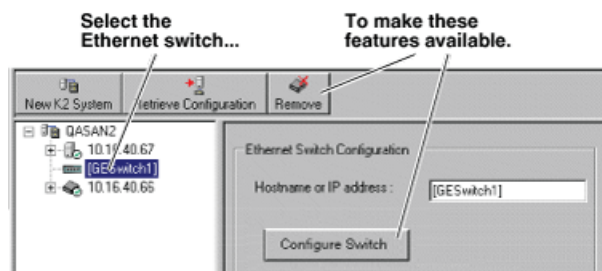 Select the
Ethernet switch...
To make these
features available.
New K2 System
Retrieve Configuration
Remove
QASAN2
10.16.40.67
[GESwitch1]
10.16.40.66
Ethernet Switch Configuration
Hostname or IP address :
[GESwitch1]
Configure Switch